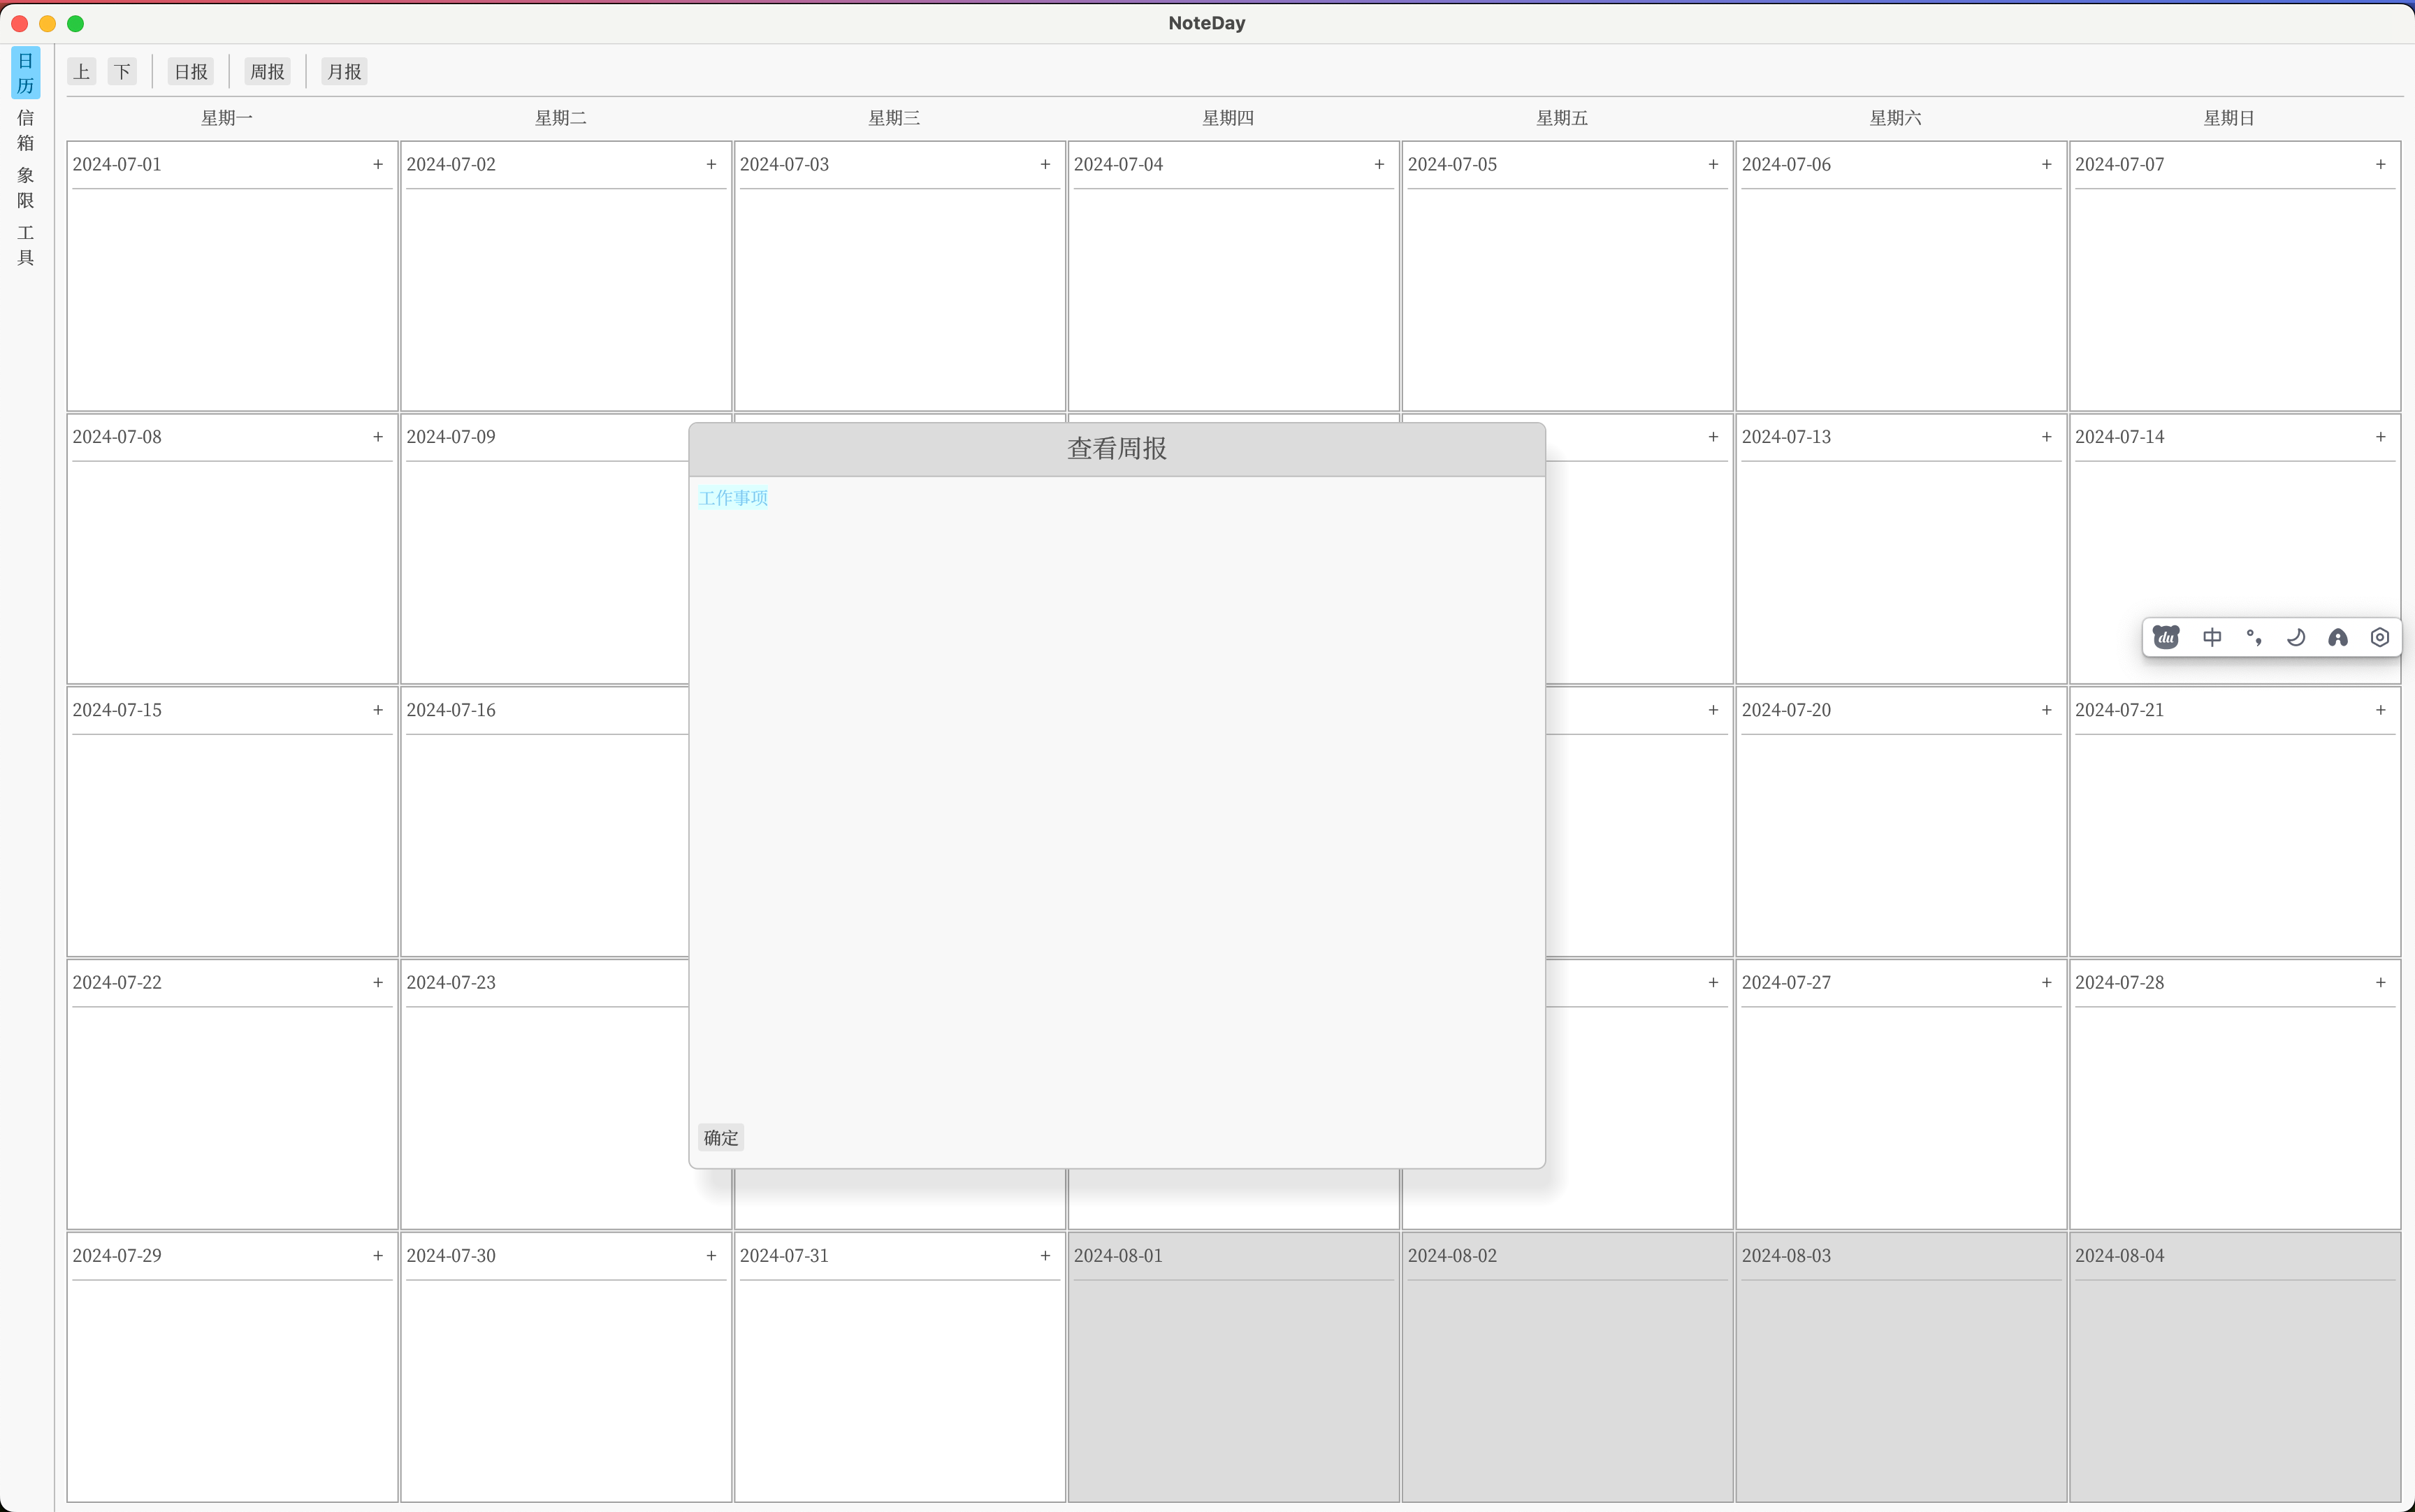 NoteDay
日历
信箱
象限
工具
上 下 日报 周报 月报
星期一 星期二 星期三 星期四 星期五 星期六 星期日
2024-07-01 + 2024-07-02 + 2024-07-03 + 2024-07-04 + 2024-07-05 + 2024-07-06 + 2024-07-07 +
2024-07-08 + 2024-07-09 + 2024-07-13 + 2024-07-14 +
查看周报
工作事项
du 中 °,
2024-07-15 + 2024-07-16 + 2024-07-20 + 2024-07-21 +
2024-07-22 + 2024-07-23 + 2024-07-27 + 2024-07-28 +
确定
2024-07-29 + 2024-07-30 + 2024-07-31 + 2024-08-01 2024-08-02 2024-08-03 2024-08-04